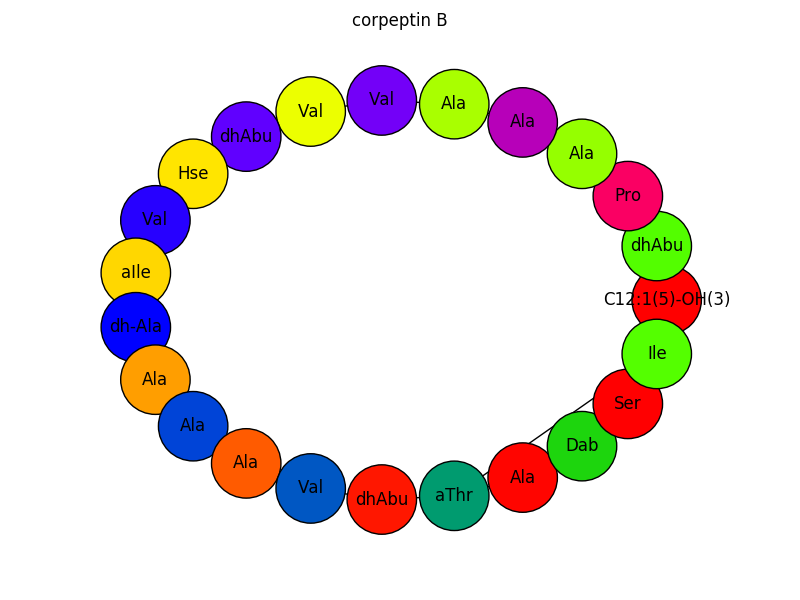 corpeptin B
Val
Ala
Val
Ala
dhAbu
Ala
Hse
Pro
Val
dhAbu
aIle
C12:1(5)-OH(3)
dh-Ala
Ile
Ala
Ser
Ala
Dab
Ala
Ala
Val
aThr
dhAbu